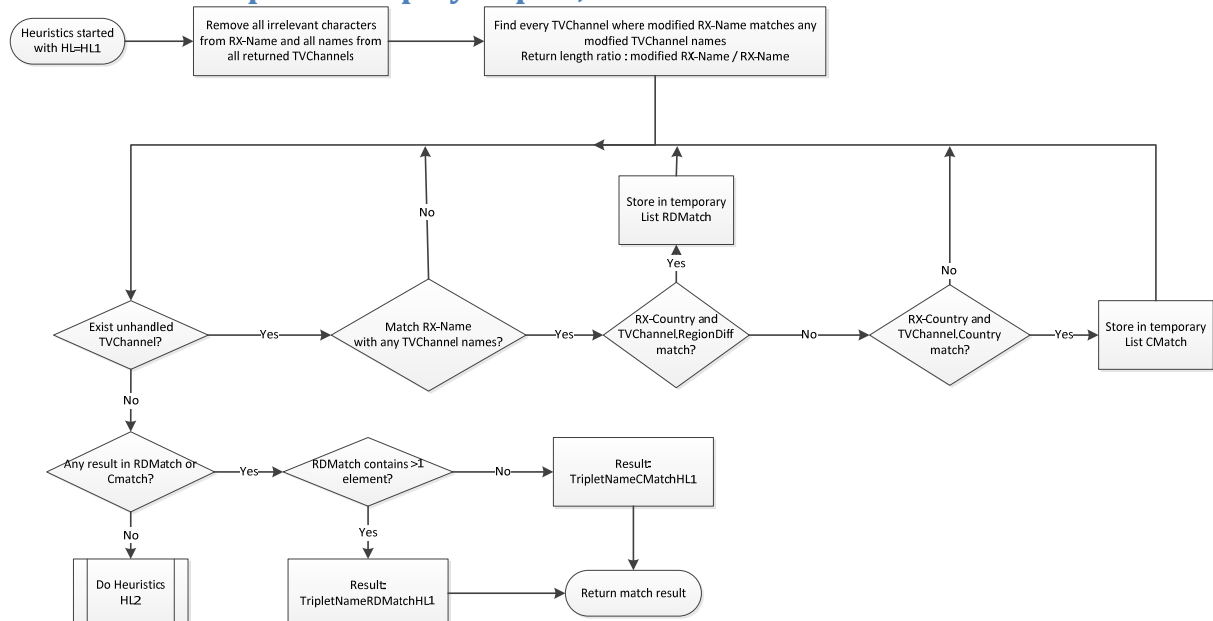 Heuristics started
with HL=HL1
Remove all irrelevant characters
from RX-Name and all names from
all returned TVChannels
Find every TVChannel where modified RX-Name matches any
modfied TVChannel names
Return length ratio : modified RX-Name / RX-Name
No
Store in temporary
List RDMatch
Yes
No
Exist unhandled
TVChannel?
Yes
Match RX-Name
with any TVChannel names?
Yes
RX-Country and
TVChannel.RegionDiff
match?
No
RX-Country and
TVChannel.Country
match?
Yes
Store in temporary
List CMatch
No
Any result in RDMatch or
Cmatch?
Yes
RDMatch contains >1
element?
No
Result:
TripletNameCMatchHL1
No
Yes
Do Heuristics
HL2
Result:
TripletNameRDMatchHL1
Return match result